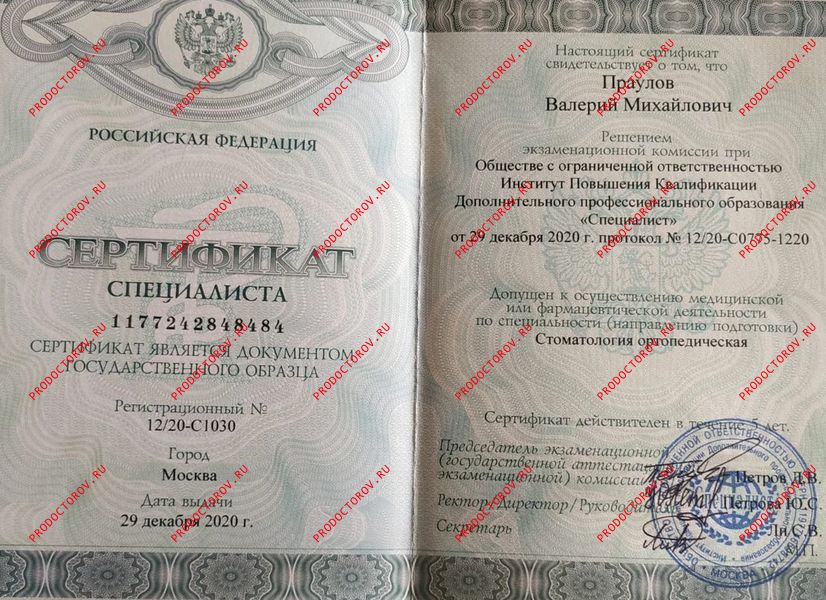 РОССИЙСКАЯ ФЕДЕРАЦИЯ
СЕРТИФИКАТ
СПЕЦИАЛИСТА
1177242848484
СЕРТИФИКАТ ЯВЛЯЕТСЯ ДОКУМЕНТОМ
ГОСУДАРСТВЕННОГО ОБРАЗЦА
Регистрационный №
12/20-С1030
Город
Москва
Дата выдачи
29 декабря 2020 г.
Настоящий сертификат
свидетельствует о том, что
Праулов
Валерий Михайлович
Решением
экзаменационной комиссии при
Обществе с ограниченной ответственностью
Институт Повышения Квалификации
Дополнительного профессионального образования
«Специалист»
от 29 декабря 2020 г. протокол № 12/20-С0775-1220
Допущен к осуществлению медицинской
или фармацевтической деятельности
по специальности (направлению подготовки)
Стоматология ортопедическая
Сертификат действителен в течение 5 лет.
Председатель экзаменационной
(государственной аттестационной
экзаменационной) комиссии Петров Д.В.
Ректор/Директор/Руководитель Петрова Ю.С.
Секретарь Ли С.В.
М.П.
PRODOCTOROV.RU